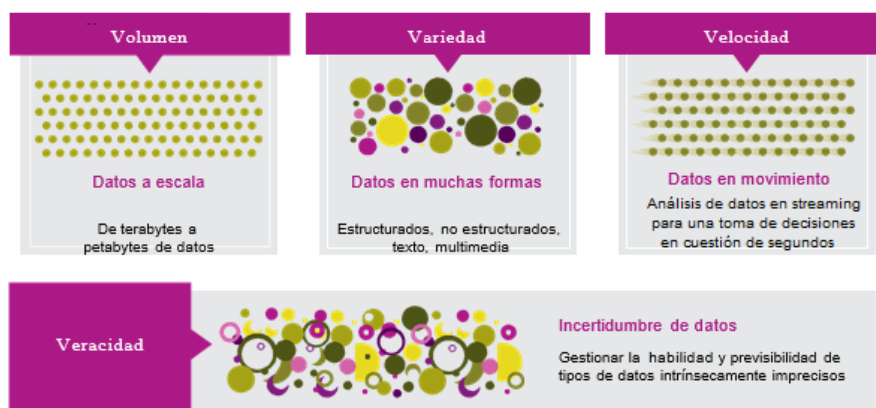 Volumen
Datos a escala
De terabytes a
petabytes de datos
Variedad
Datos en muchas formas
Estructurados, no estructurados,
texto, multimedia
Velocidad
Datos en movimiento
Análisis de datos en streaming
para una toma de decisiones
en cuestión de segundos
Veracidad
Incertidumbre de datos
Gestionar la habilidad y previsibilidad de
tipos de datos intrínsecamente imprecisos